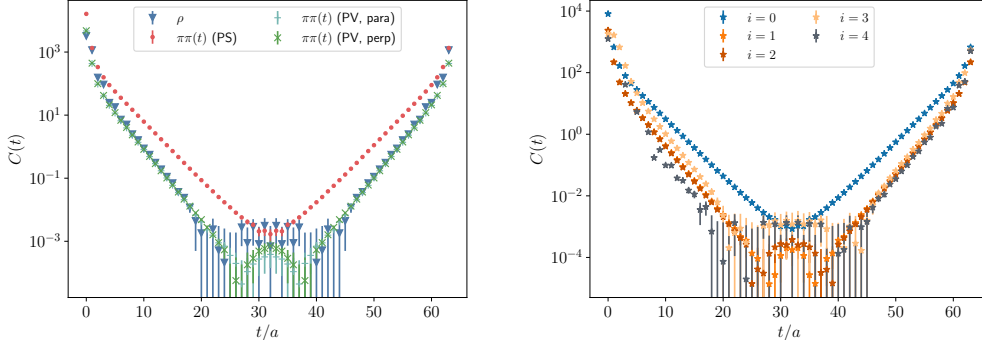 ρ
ππ(t) (PS)
ππ(t) (PV, para)
ππ(t) (PV, perp)
10³
10¹
10⁻¹
10⁻³
C(t)
0
10
20
30
40
50
60
t/a
i = 0
i = 1
i = 2
i = 3
i = 4
10⁴
10²
10⁰
10⁻²
10⁻⁴
C(t)
0
10
20
30
40
50
60
t/a